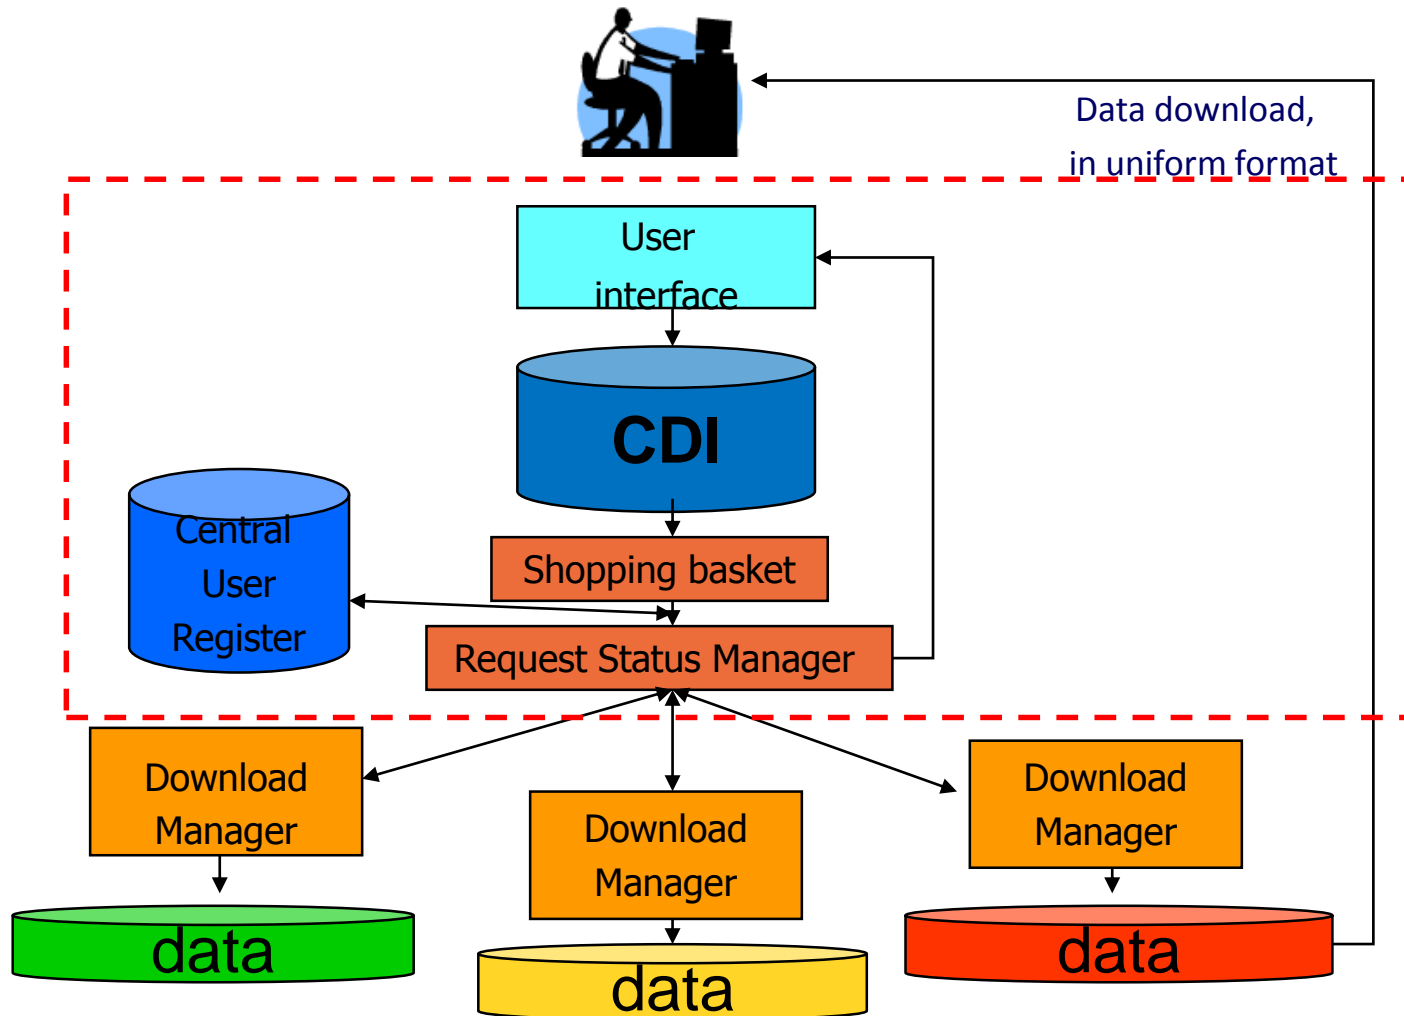 Data download,
in uniform format
User
interface
CDI
Central
User
Register
Shopping basket
Request Status Manager
Download
Manager
Download
Manager
Download
Manager
data
data
data